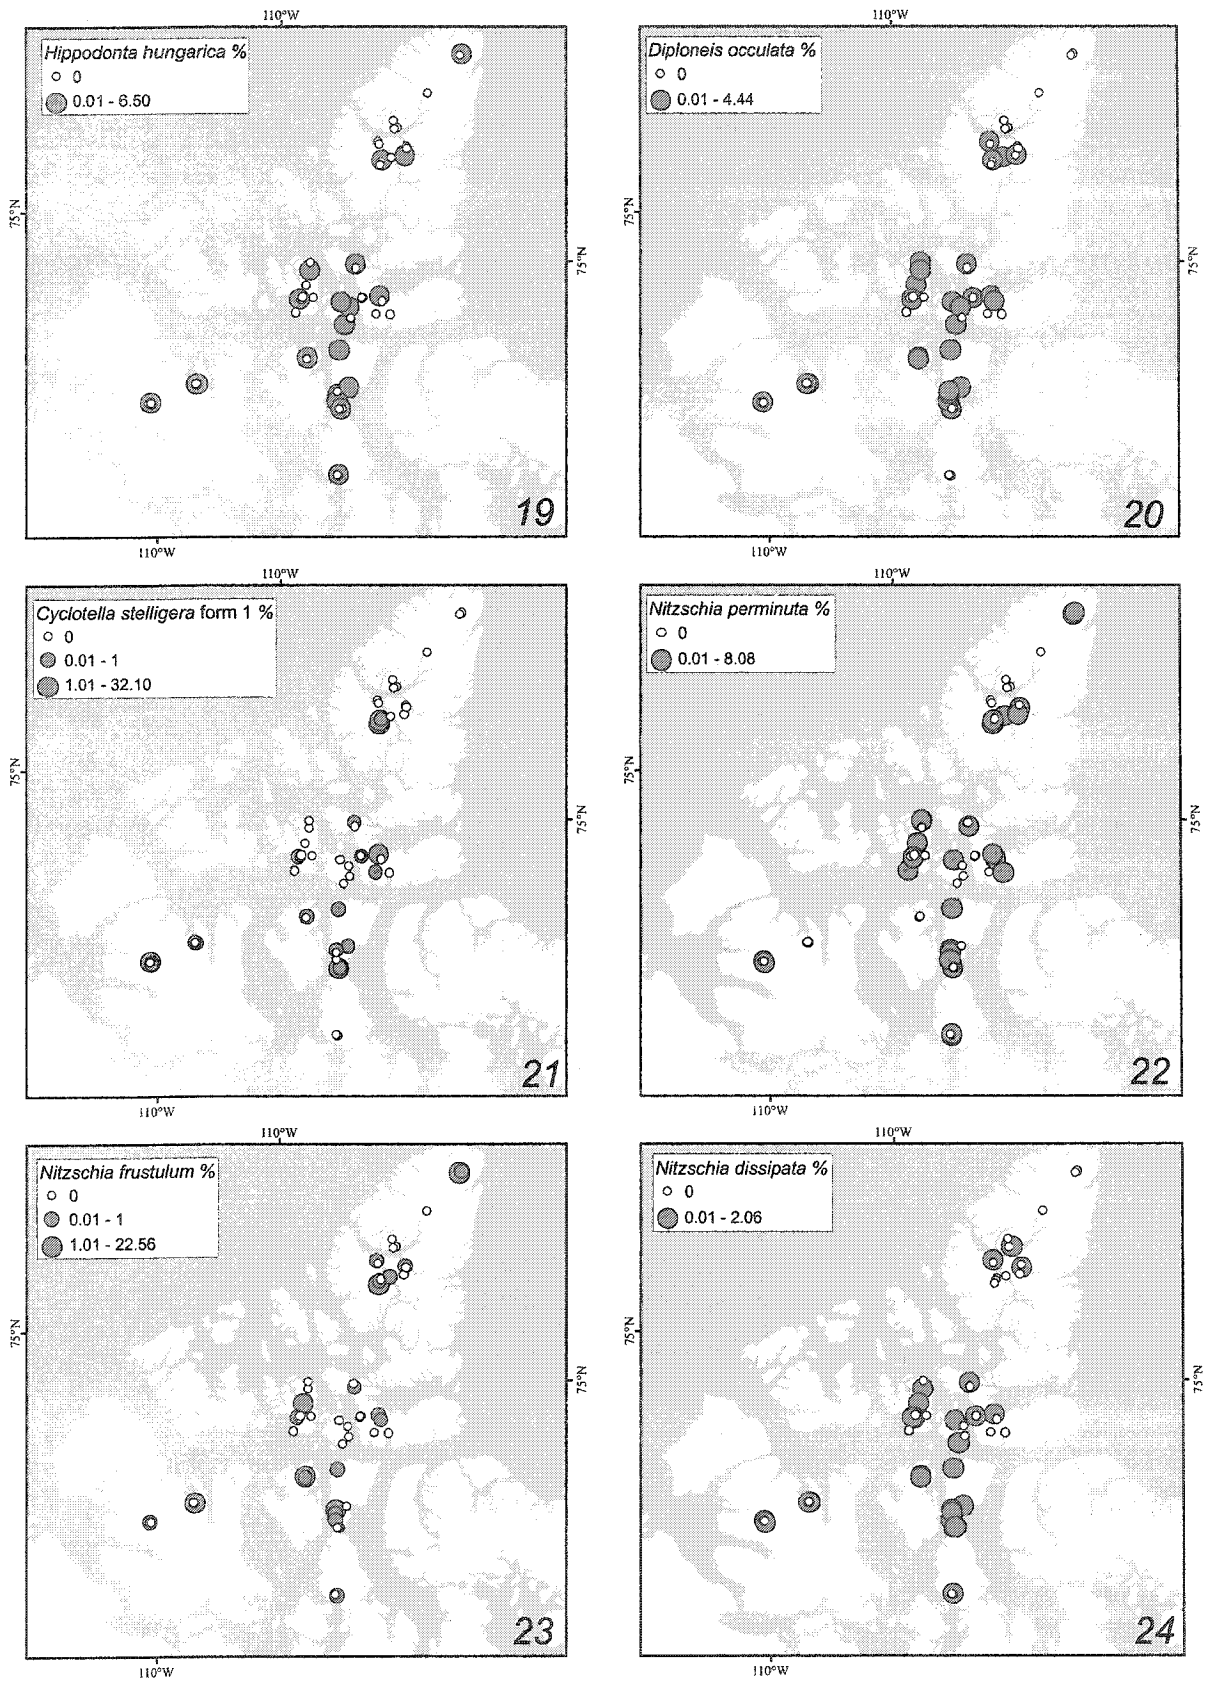 110°W
110°W
Hippodonta hungarica %
0
0.01 - 6.50
75°N
75°N
19
110°W
Diploneis occulata %
0
0.01 - 4.44
75°N
75°N
20
110°W
110°W
110°W
Cyclotella stelligera form 1 %
0
0.01 - 1
1.01 - 32.10
75°N
75°N
21
110°W
110°W
Nitzschia perminuta %
0
0.01 - 8.08
75°N
75°N
22
110°W
110°W
Nitzschia frustulum %
0
0.01 - 1
1.01 - 22.56
75°N
75°N
23
110°W
110°W
Nitzschia dissipata %
0
0.01 - 2.06
75°N
75°N
24
110°W